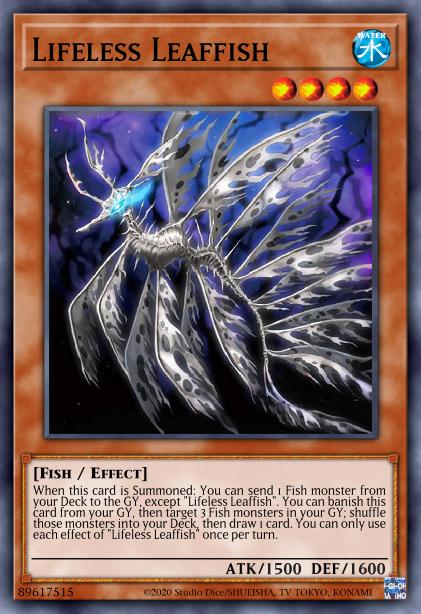 Lifeless Leaffish
WATER
水
[Fish / Effect]
When this card is Summoned: You can send 1 Fish monster from
your Deck to the GY, except "Lifeless Leaffish". You can banish this
card from your GY, then target 3 Fish monsters in your GY; shuffle
those monsters into your Deck, then draw 1 card. You can only use
each effect of "Lifeless Leaffish" once per turn.
ATK/1500 DEF/1600
89617515
©2020 Studio Dice/SHUEISHA, TV TOKYO, KONAMI